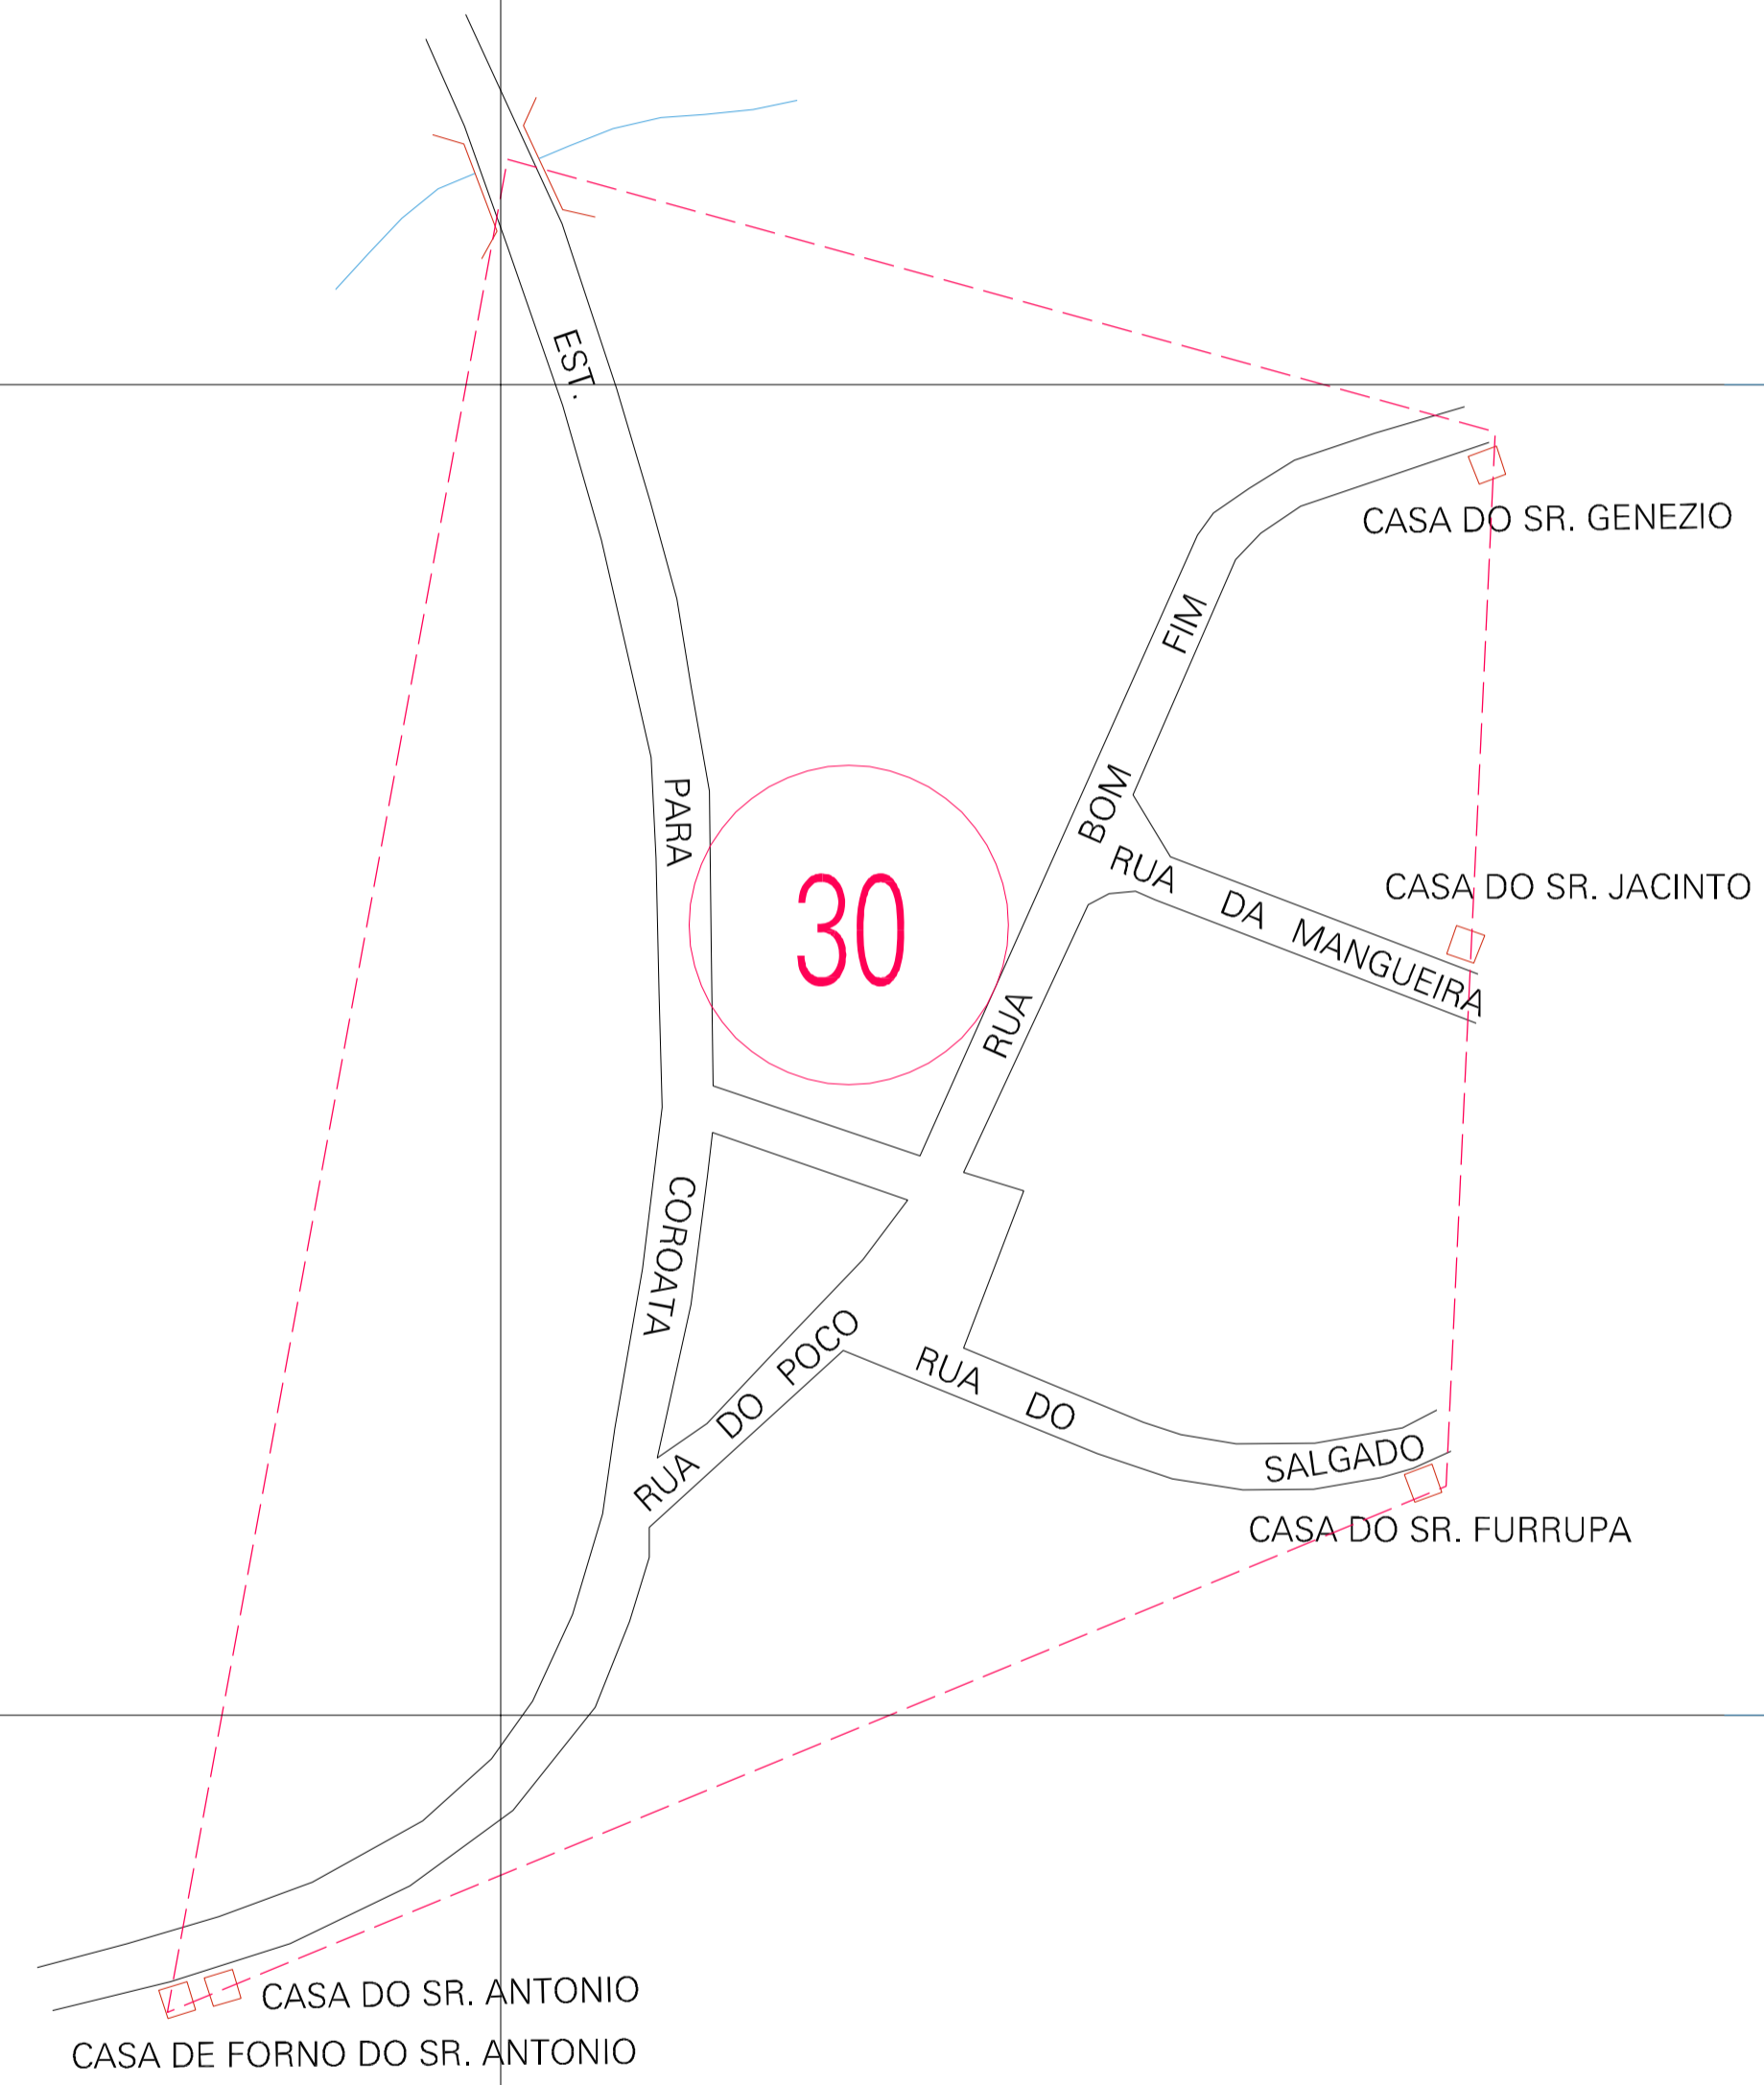 EST. PARA COROATA
CASA DO SR. GENEZIO
RUA BOM FIM
30
CASA DO SR. JACINTO
RUA DA MANGUEIRA
RUA DO POCO
RUA DO SALGADO
CASA DO SR. FURRUPA
CASA DO SR. ANTONIO
CASA DE FORNO DO SR. ANTONIO